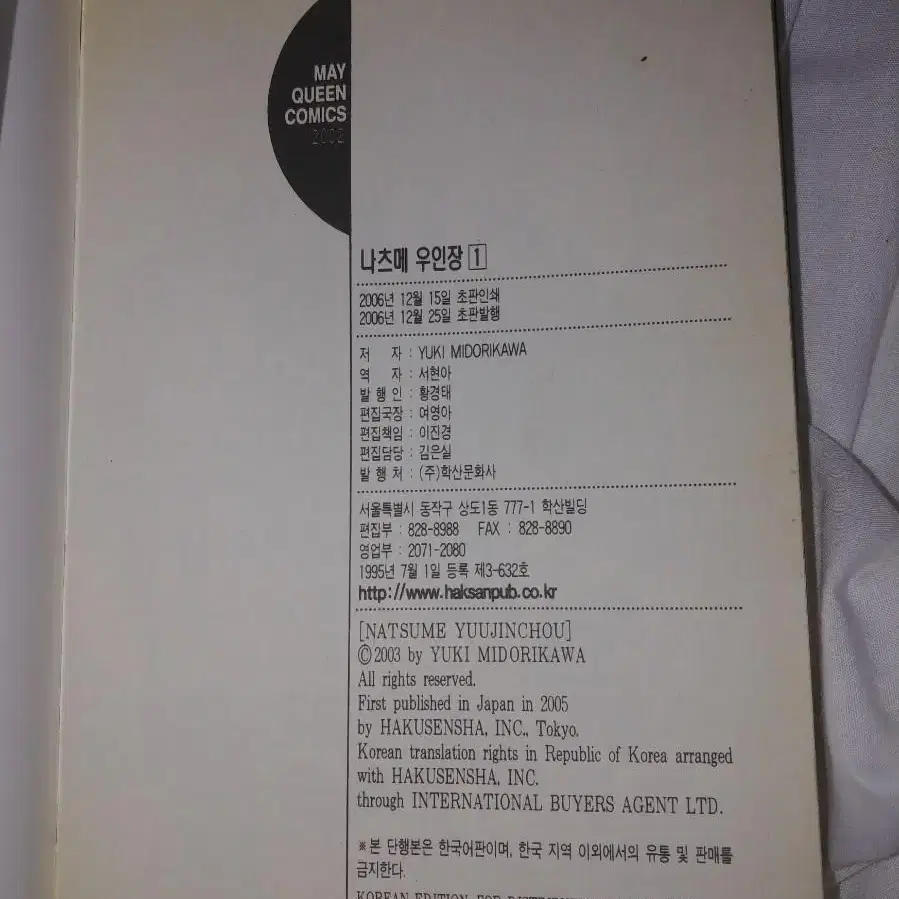 MAY
QUEEN
COMICS
2002
나츠메 우인장 1
2006년 12월 15일 초판인쇄
2006년 12월 25일 초판발행
저 자 : YUKI MIDORIKAWA
역 자 : 서현아
발 행 인 : 황경태
편집국장 : 여영아
편집책임 : 이진경
편집담당 : 김은실
발 행 처 : (주)학산문화사
서울특별시 동작구 상도1동 777-1 학산빌딩
편집부 : 828-8988 FAX : 828-8890
영업부 : 2071-2080
1995년 7월 1일 등록 제3-632호
http://www.haksanpub.co.kr
[NATSUME YUUJINCHOU]
©2003 by YUKI MIDORIKAWA
All rights reserved.
First published in Japan in 2005
by HAKUSENSHA, INC., Tokyo.
Korean translation rights in Republic of Korea arranged
with HAKUSENSHA, INC.
through INTERNATIONAL BUYERS AGENT LTD.
※본 단행본은 한국어판이며, 한국 지역 이외에서의 유통 및 판매를
금지한다.
KOREAN EDITION, FOR